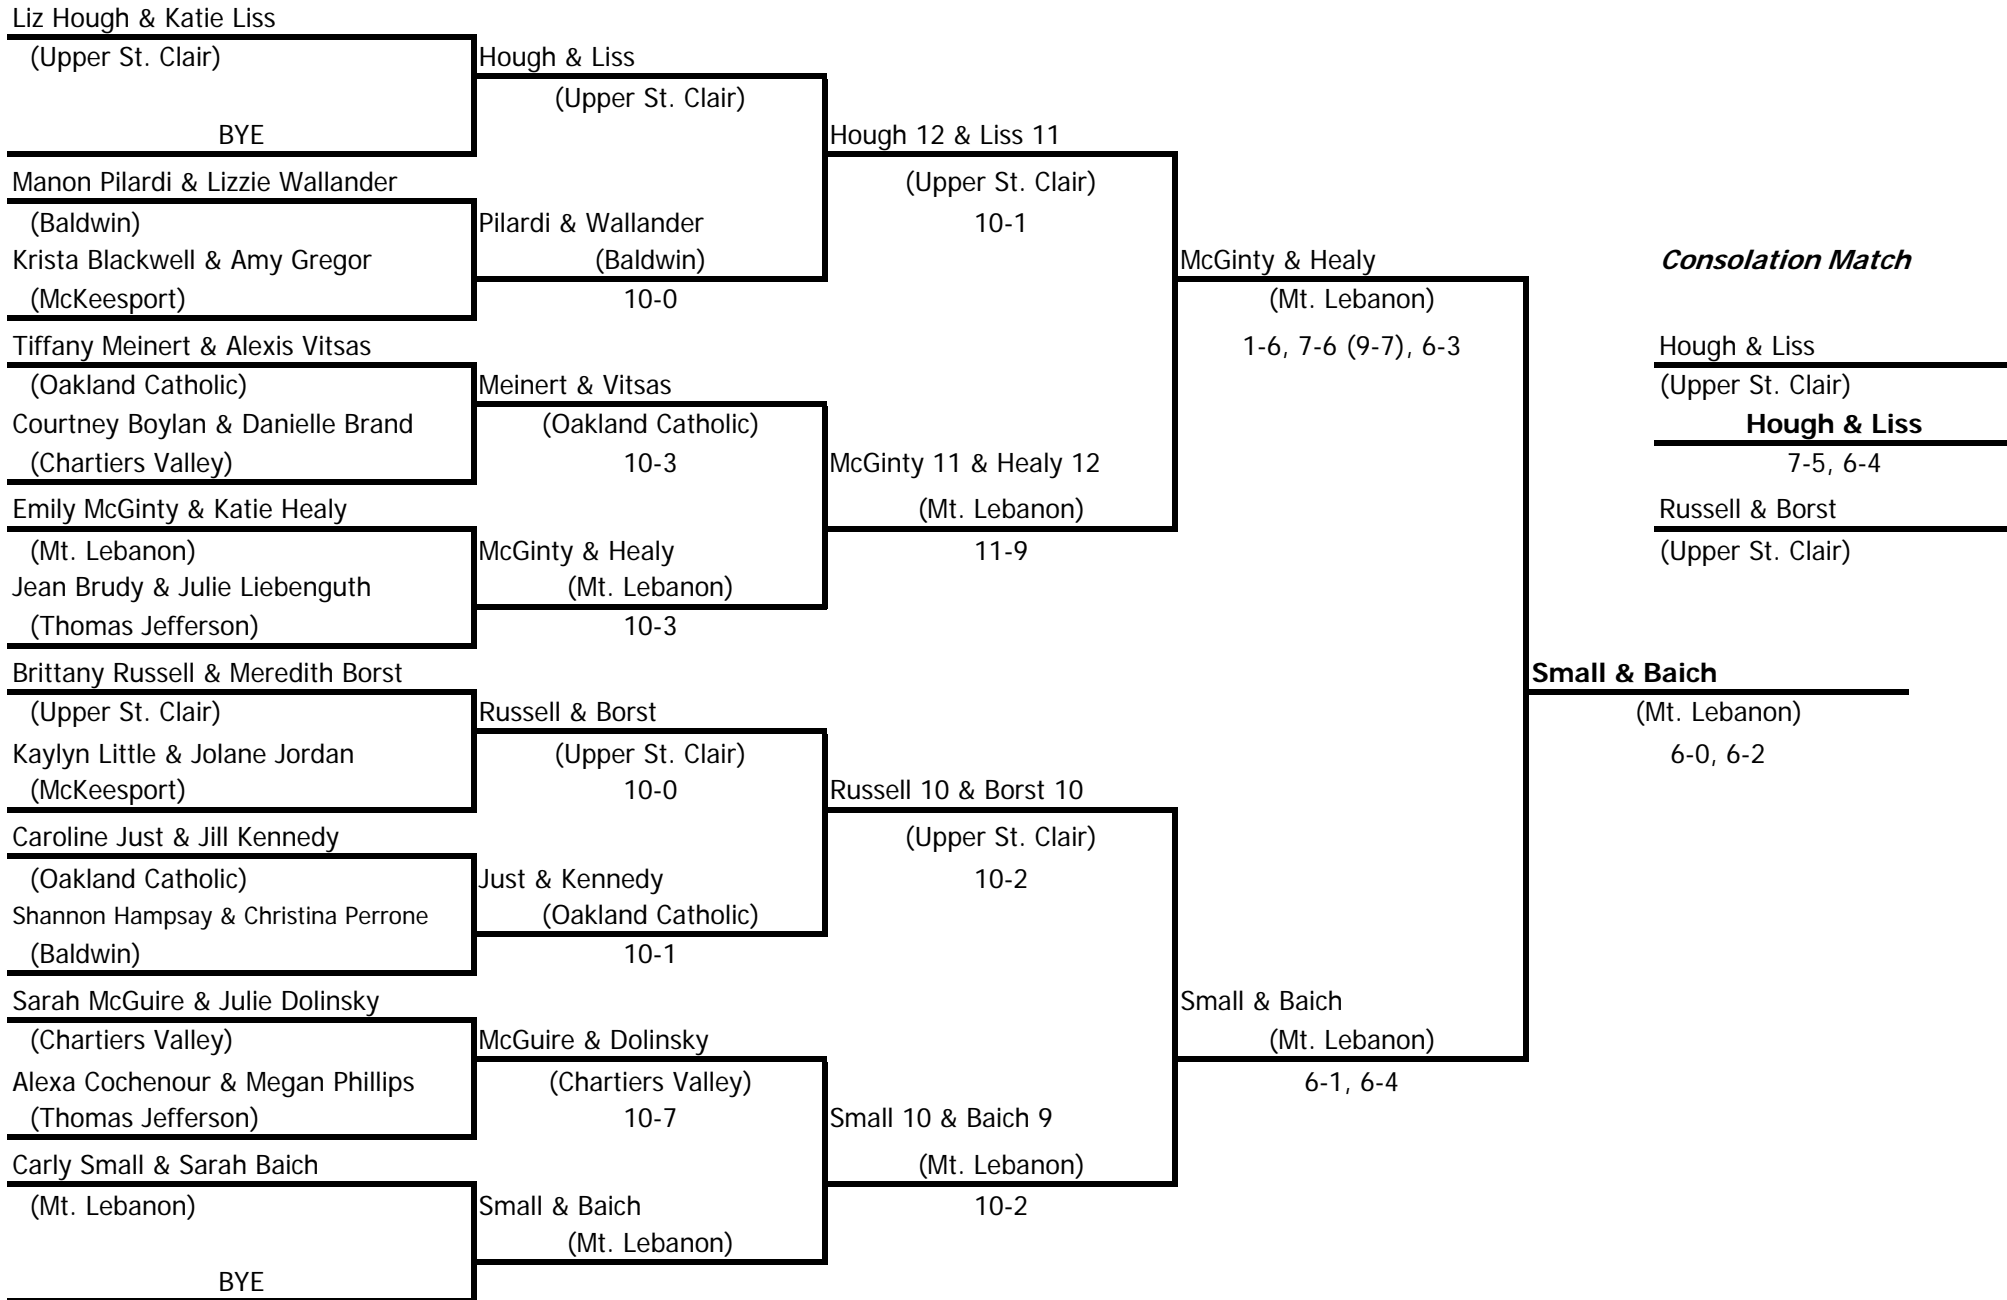 Liz Hough & Katie Liss
(Upper St. Clair)
BYE
Manon Pilardi & Lizzie Wallander
(Baldwin)
Krista Blackwell & Amy Gregor
(McKeesport)
Tiffany Meinert & Alexis Vitsas
(Oakland Catholic)
Courtney Boylan & Danielle Brand
(Chartiers Valley)
Emily McGinty & Katie Healy
(Mt. Lebanon)
Jean Brudy & Julie Liebenguth
(Thomas Jefferson)
Brittany Russell & Meredith Borst
(Upper St. Clair)
Kaylyn Little & Jolane Jordan
(McKeesport)
Caroline Just & Jill Kennedy
(Oakland Catholic)
Shannon Hampsay & Christina Perrone
(Baldwin)
Sarah McGuire & Julie Dolinsky
(Chartiers Valley)
Alexa Cochenour & Megan Phillips
(Thomas Jefferson)
Carly Small & Sarah Baich
(Mt. Lebanon)
BYE
Hough & Liss
(Upper St. Clair)
Pilardi & Wallander
(Baldwin)
10-0
Meinert & Vitsas
(Oakland Catholic)
10-3
McGinty & Healy
(Mt. Lebanon)
10-3
Russell & Borst
(Upper St. Clair)
10-0
Just & Kennedy
(Oakland Catholic)
10-1
McGuire & Dolinsky
(Chartiers Valley)
10-7
Small & Baich
(Mt. Lebanon)
Hough 12 & Liss 11
(Upper St. Clair)
10-1
McGinty 11 & Healy 12
(Mt. Lebanon)
11-9
Russell 10 & Borst 10
(Upper St. Clair)
10-2
Small 10 & Baich 9
(Mt. Lebanon)
10-2
McGinty & Healy
(Mt. Lebanon)
1-6, 7-6 (9-7), 6-3
Small & Baich
(Mt. Lebanon)
6-1, 6-4
Small & Baich
(Mt. Lebanon)
6-0, 6-2
Consolation Match
Hough & Liss
(Upper St. Clair)
Hough & Liss
7-5, 6-4
Russell & Borst
(Upper St. Clair)